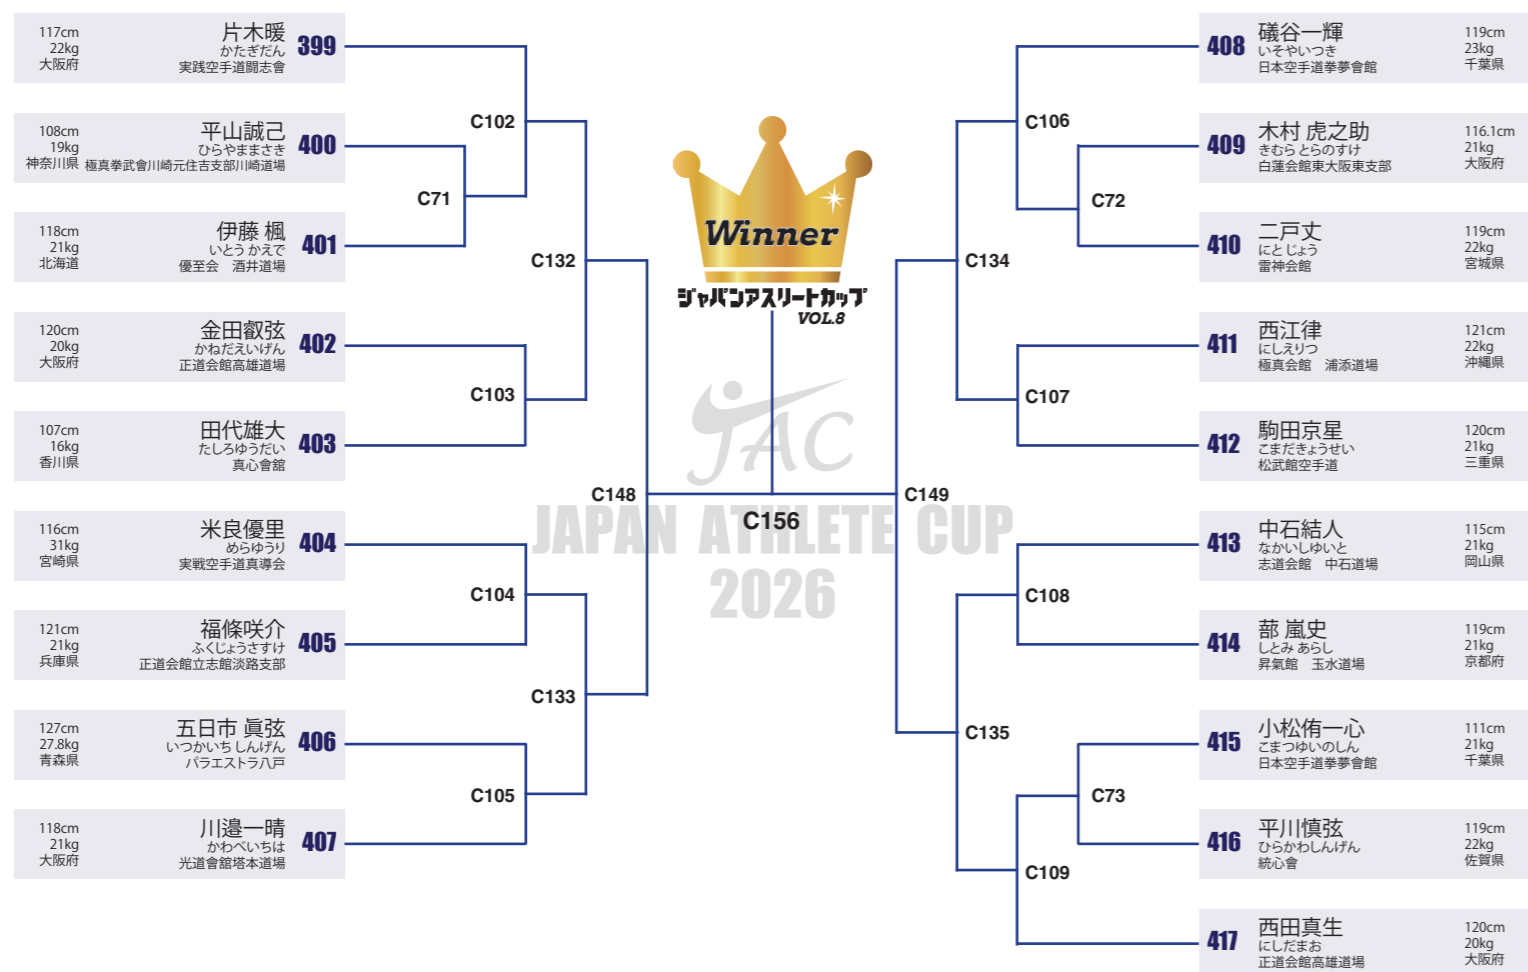 117cm
22kg
大阪府
片木暖
かたぎだん
実践空手道闘志會
399
108cm
19kg
神奈川県
平山誠己
ひらやままさき
極真拳武會川崎元住吉支部川崎道場
400
118cm
21kg
北海道
伊藤 楓
いとう かえで
優至会　酒井道場
401
120cm
20kg
大阪府
金田叡弦
かねだえいげん
正道会館高雄道場
402
107cm
16kg
香川県
田代雄大
たしろゆうだい
真心會舘
403
116cm
31kg
宮崎県
米良優里
めらゆうり
実戦空手道真導会
404
121cm
21kg
兵庫県
福條咲介
ふくじょうさすけ
正道会館立志館淡路支部
405
127cm
27.8kg
青森県
五日市 眞弦
いつかいち しんげん
パラエストラ八戸
406
118cm
21kg
大阪府
川邉一晴
かわべいちは
光道會舘塔本道場
407
C102
C71
C132
C103
C148
C104
C133
C105
Winner
ジャパンアスリートカップ
VOL.8
JAC
C156
JAPAN ATHLETE CUP
2026
C106
C72
C134
C107
C149
C108
C135
C73
C109
408
礒谷一輝
いそやいつき
日本空手道拳夢會館
119cm
23kg
千葉県
409
木村 虎之助
きむら とらのすけ
白蓮会館東大阪東支部
116.1cm
21kg
大阪府
410
二戸丈
にと じょう
雷神会館
119cm
22kg
宮城県
411
西江律
にしえりつ
極真会館　浦添道場
121cm
22kg
沖縄県
412
駒田京星
こまだきょうせい
松武館空手道
120cm
21kg
三重県
413
中石結人
なかいしゆいと
志道会館　中石道場
115cm
21kg
岡山県
414
蔀 嵐史
しとみ あらし
昇氣館　玉水道場
119cm
21kg
京都府
415
小松侑一心
こまつゆいのしん
日本空手道拳夢會館
111cm
21kg
千葉県
416
平川慎弦
ひらかわしんげん
統心會
119cm
22kg
佐賀県
417
西田真生
にしだまお
正道会館高雄道場
120cm
20kg
大阪府